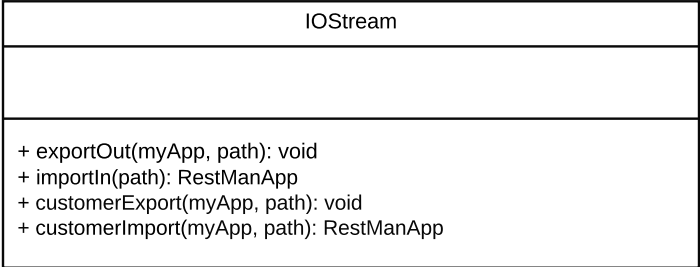 IOStream
+ exportOut(myApp, path): void
+ importIn(path): RestManApp
+ customerExport(myApp, path): void
+ customerImport(myApp, path): RestManApp